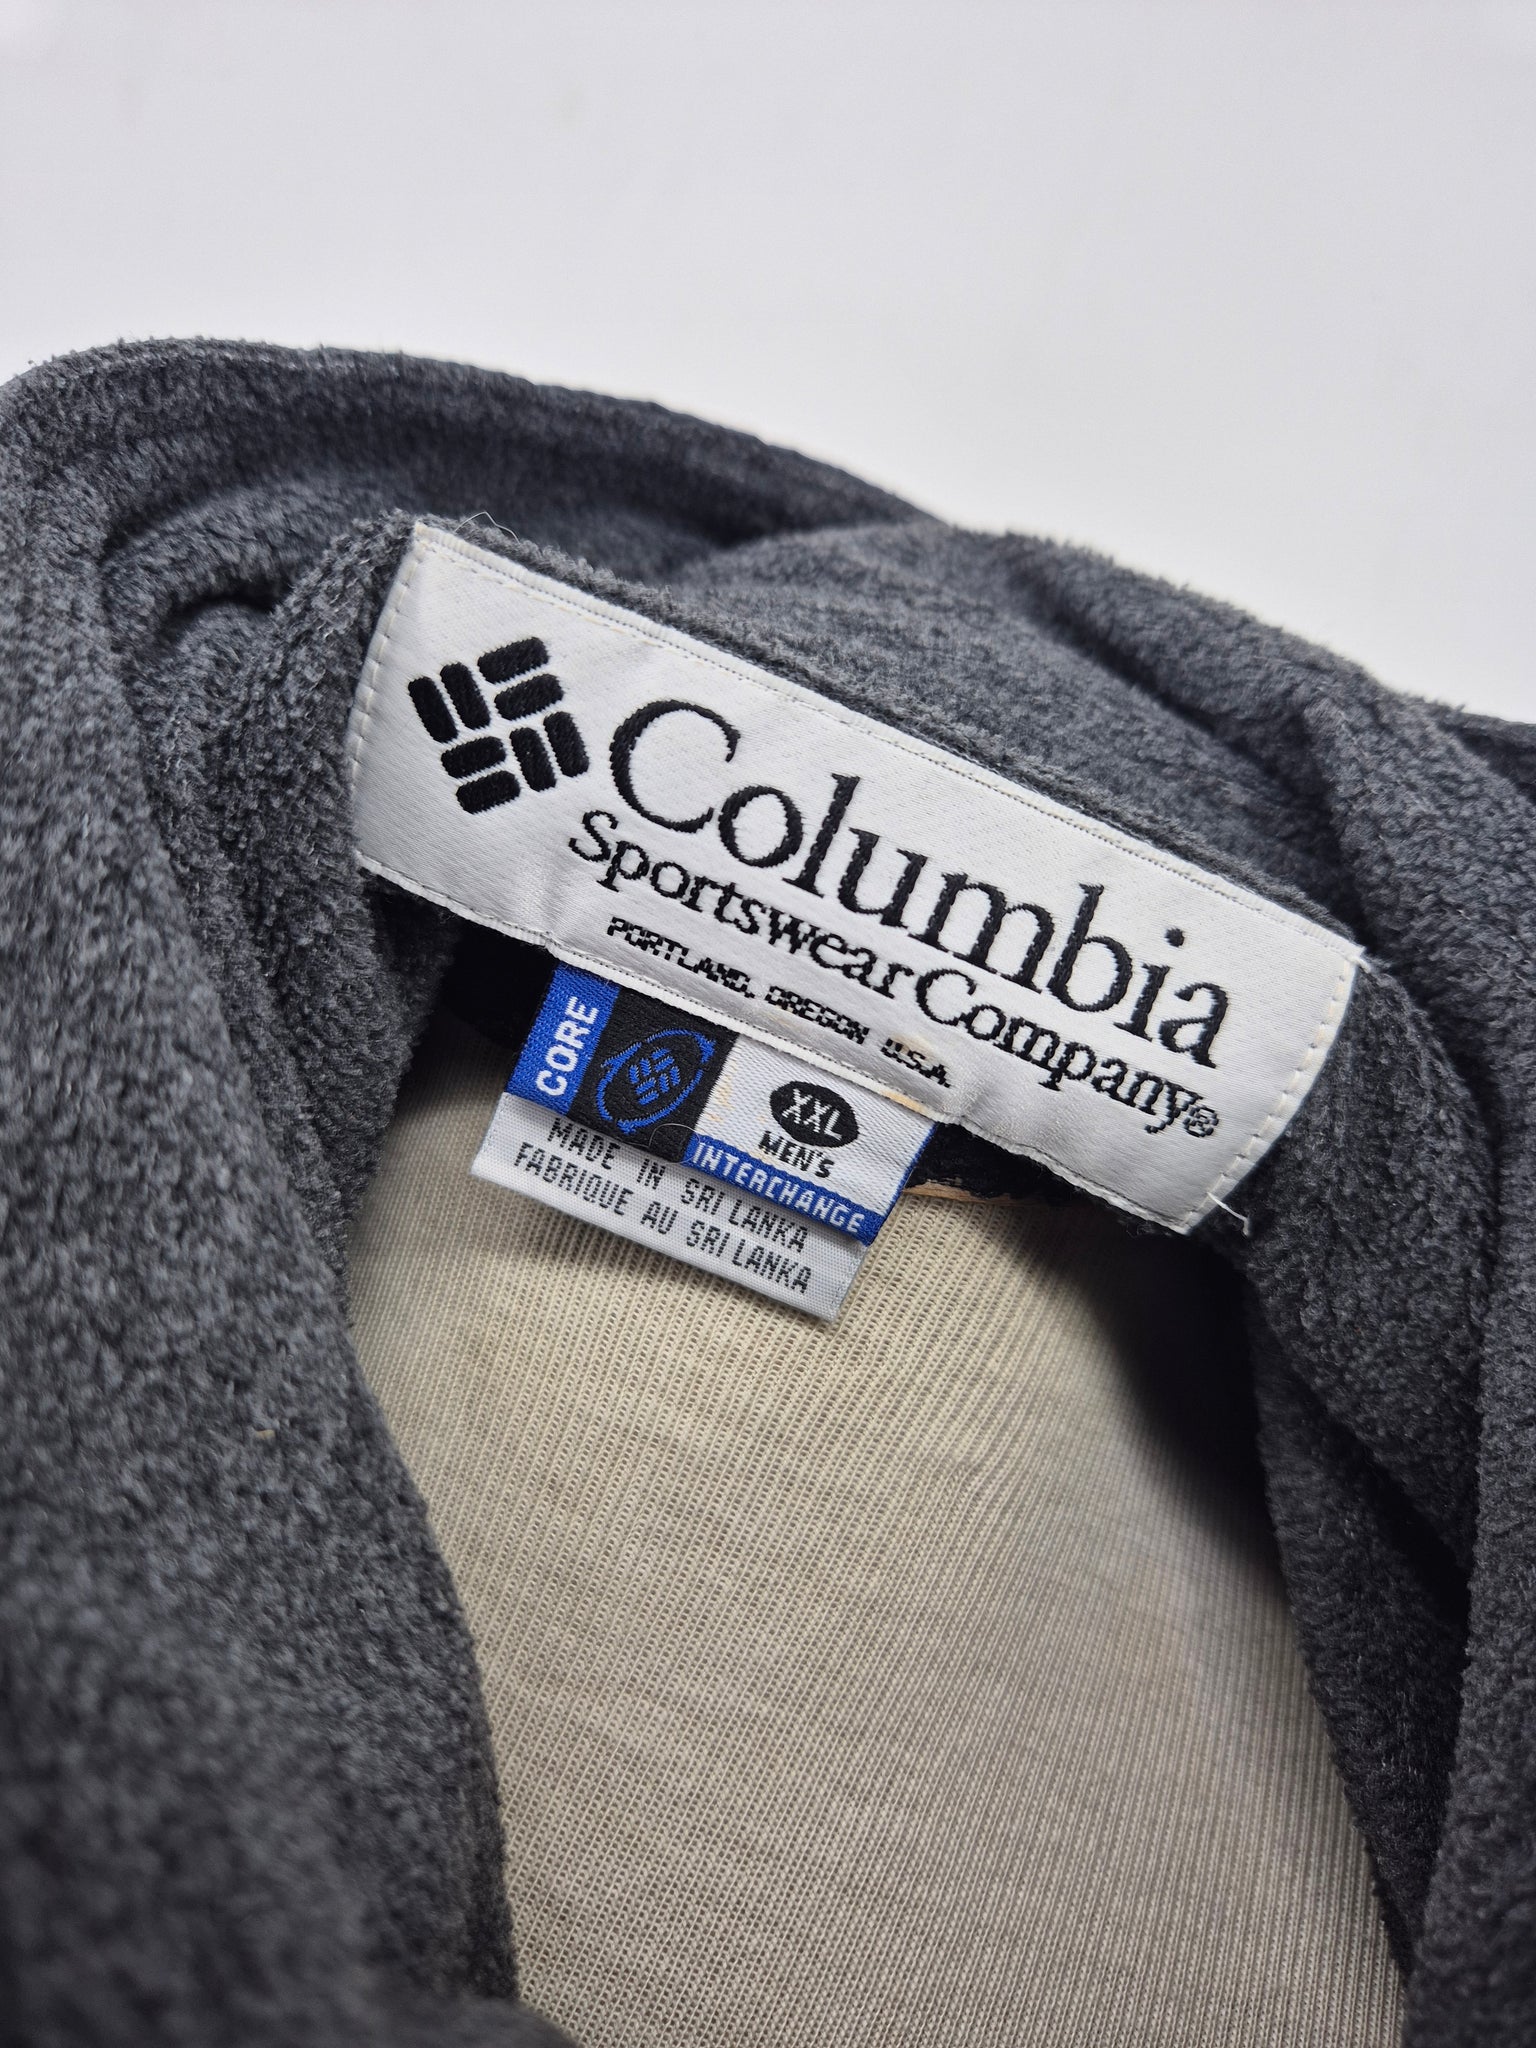 Columbia
Sportswear Company®
PORTLAND, OREGON U.S.A.
CORE
XXL
MEN'S
INTERCHANGE
MADE IN SRI LANKA
FABRIQUE AU SRI LANKA